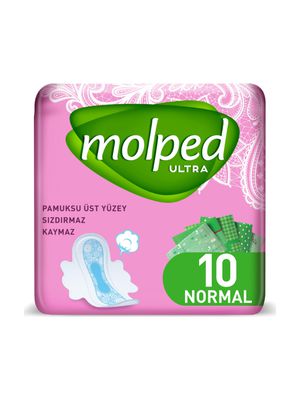 molped
ULTRA
PAMUKSU ÜST YÜZEY
SIZDIRMAZ
KAYMAZ
10
NORMAL